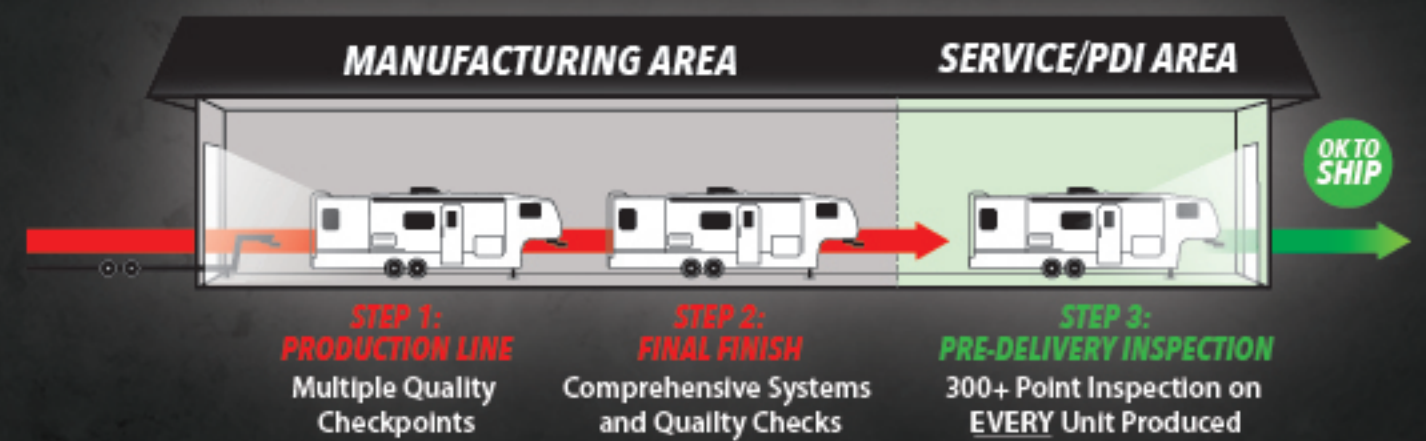 MANUFACTURING AREA
SERVICE/PDI AREA
OK TO
SHIP
STEP 1:
PRODUCTION LINE
Multiple Quality
Checkpoints
STEP 2:
FINAL FINISH
Comprehensive Systems
and Quailty Checks
STEP 3:
PRE-DELIVERY INSPECTION
300+ Point Inspection on
EVERY Unit Produced